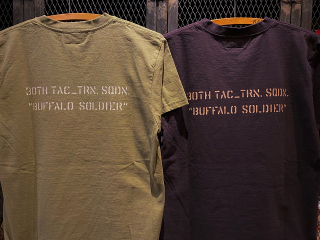 30TH TAC_TRN. SQDN.
"BUFFALO SOLDIER"
30TH TAC_TRN. SQDN.
"BUFFALO SOLDIER"